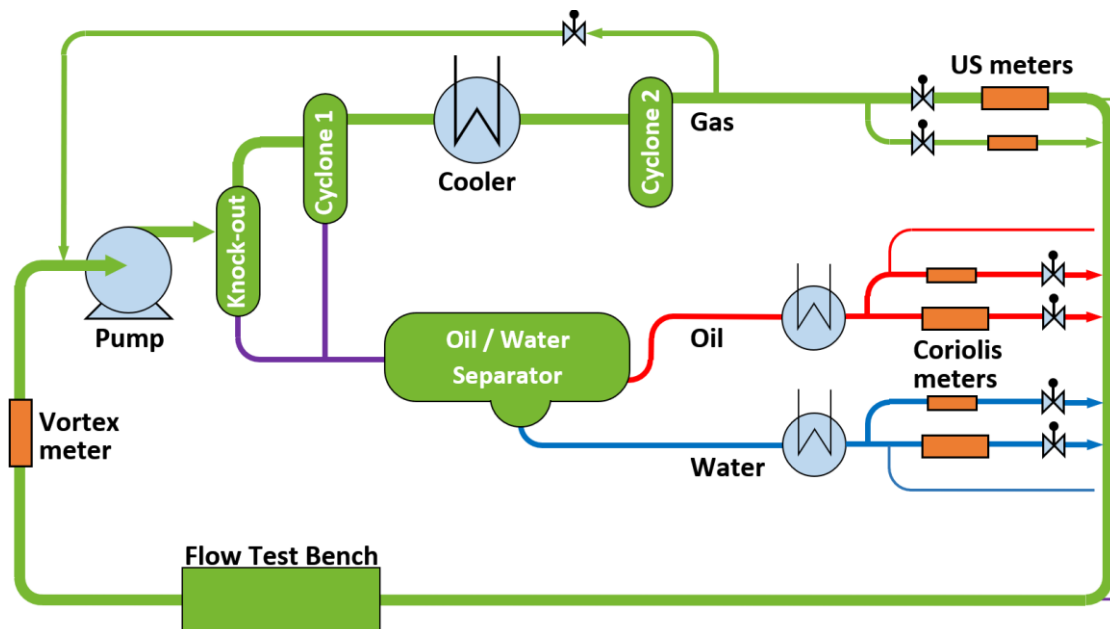 US meters
Gas
Cyclone 1
Cyclone 2
Cooler
Knock-out
Pump
Oil / Water
Separator
Oil
Coriolis
meters
Vortex
meter
Water
Flow Test Bench